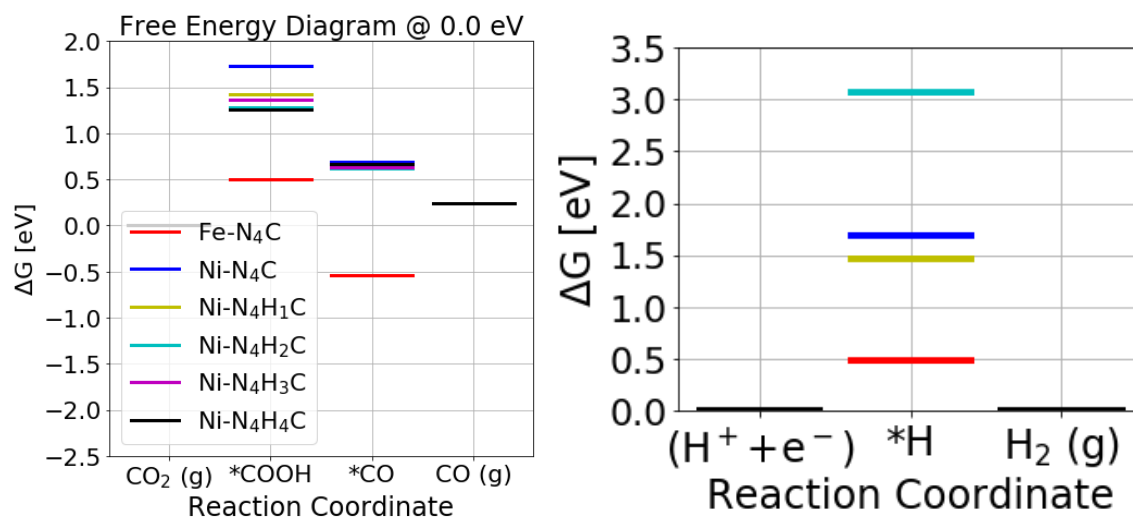 Free Energy Diagram @ 0.0 eV
2.0
1.5
1.0
0.5
0.0
−0.5
−1.0
−1.5
−2.0
−2.5
ΔG [eV]
Fe-N₄C
Ni-N₄C
Ni-N₄H₁C
Ni-N₄H₂C
Ni-N₄H₃C
Ni-N₄H₄C
CO₂ (g) *COOH *CO CO (g)
Reaction Coordinate
3.5
3.0
2.5
2.0
1.5
1.0
0.5
0.0
ΔG [eV]
(H⁺+e⁻) *H H₂ (g)
Reaction Coordinate